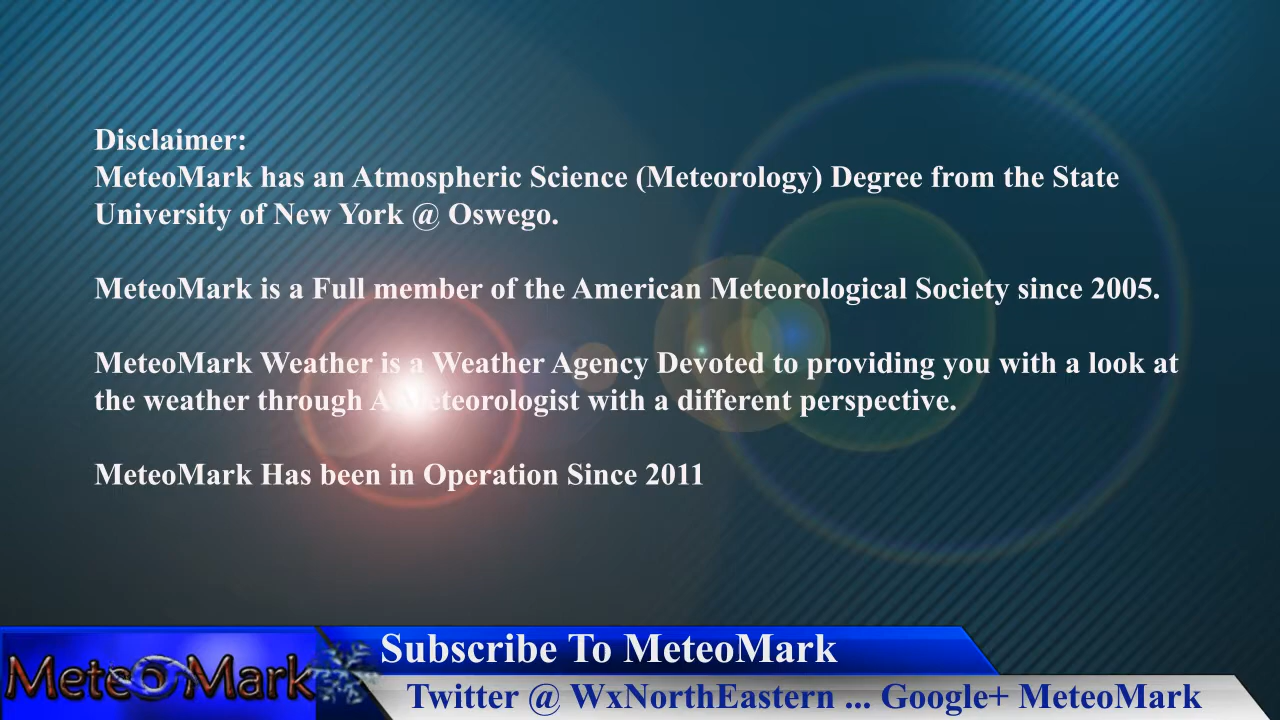 Disclaimer:
MeteoMark has an Atmospheric Science (Meteorology) Degree from the State
University of New York @ Oswego.
MeteoMark is a Full member of the American Meteorological Society since 2005.
MeteoMark Weather is a Weather Agency Devoted to providing you with a look at
the weather through A Meteorologist with a different perspective.
MeteoMark Has been in Operation Since 2011
Subscribe To MeteoMark
MeteoMark
Twitter @ WxNorthEastern ... Google+ MeteoMark